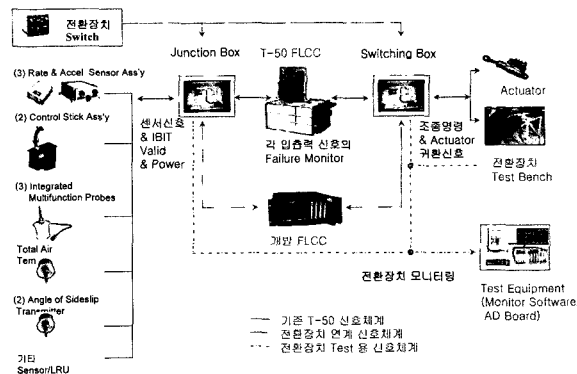 전환장치
Switch
Junction Box
T-50 FLCC
Switching Box
(3) Rate & Accel Sensor Ass'y
(2) Control Stick Ass'y
(3) Integrated
Multifunction Probes
Total Air
Tem
(2) Angle of Sideslip
Transmitter
기타
Sensor/LRU
센서신호
& IBIT
Valid
& Power
각 입출력 신호의
Failure Monitor
조종명령
& Actuator
귀환신호
Actuator
전환장치
Test Bench
개발 FLCC
전환장치 모니터링
Test Equipment
(Monitor Software
AD Board)
기존 T-50 신호체계
전환장치 연계 신호체계
전환장치 Test 용 신호체계